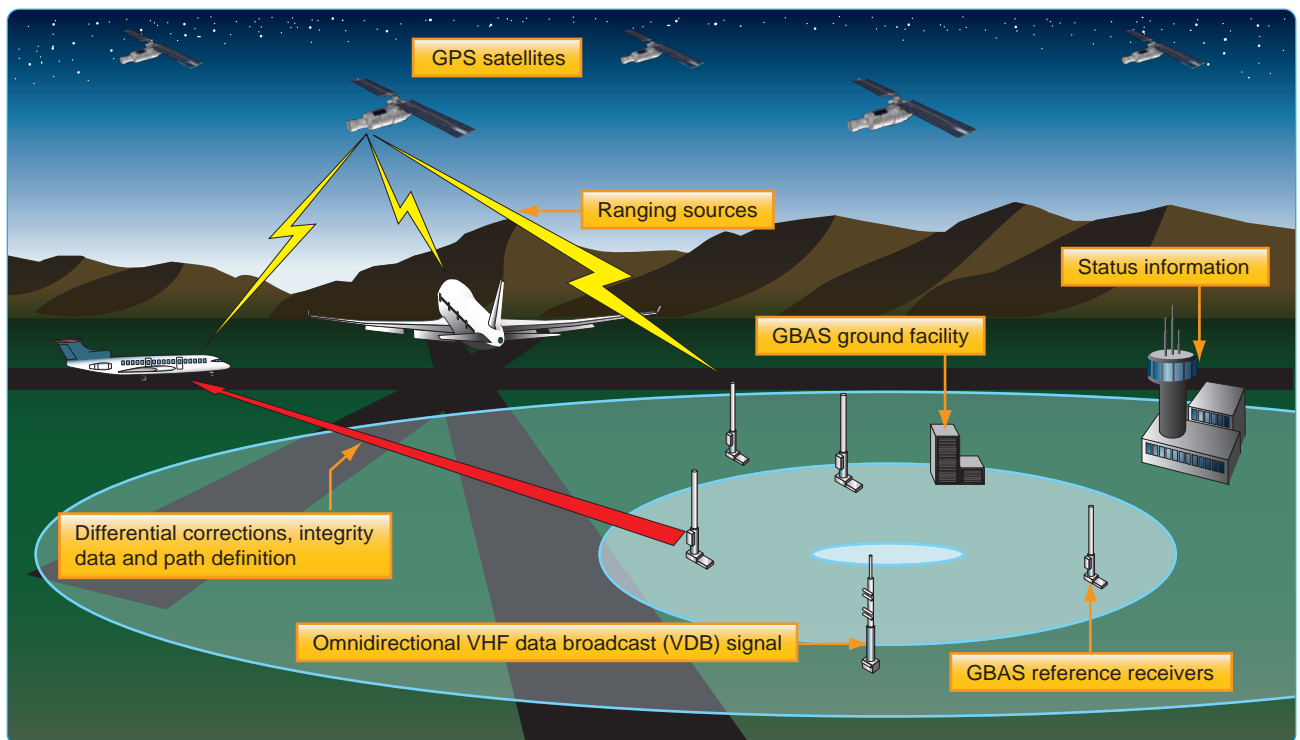 GPS satellites
Ranging sources
Status information
GBAS ground facility
Differential corrections, integrity
data and path definition
Omnidirectional VHF data broadcast (VDB) signal
GBAS reference receivers